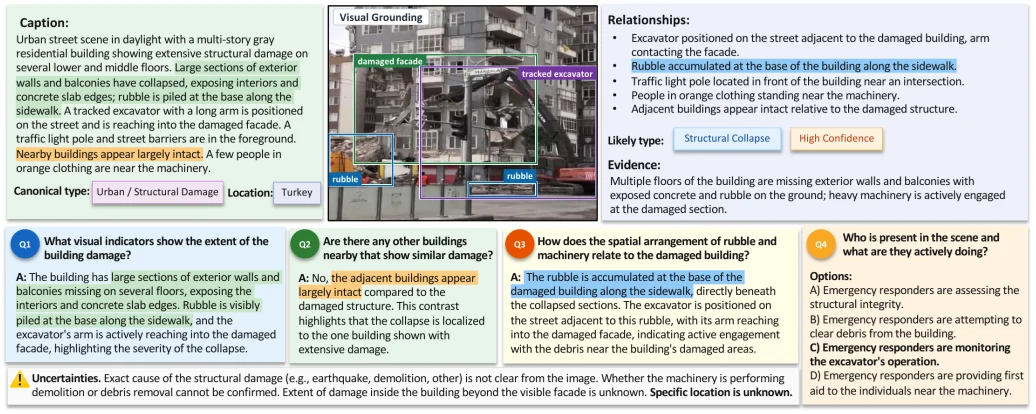 Caption:
Urban street scene in daylight with a multi-story gray
residential building showing extensive structural damage on
several lower and middle floors. Large sections of exterior
walls and balconies have collapsed, exposing interiors and
concrete slab edges; rubble is piled at the base along the
sidewalk. A tracked excavator with a long arm is positioned
on the street and is reaching into the damaged facade. A
traffic light pole and street barriers are in the foreground.
Nearby buildings appear largely intact. A few people in
orange clothing are near the machinery.
Canonical type: Urban / Structural Damage Location: Turkey
Visual Grounding
damaged facade
tracked excavator
rubble
rubble
Relationships:
• Excavator positioned on the street adjacent to the damaged building, arm
contacting the facade.
• Rubble accumulated at the base of the building along the sidewalk.
• Traffic light pole located in front of the building near an intersection.
• People in orange clothing standing near the machinery.
• Adjacent buildings appear intact relative to the damaged structure.
Likely type: Structural Collapse High Confidence
Evidence:
Multiple floors of the building are missing exterior walls and balconies with
exposed concrete and rubble on the ground; heavy machinery is actively engaged
at the damaged section.
Q1 What visual indicators show the extent of the
building damage?
A: The building has large sections of exterior walls and
balconies missing on several floors, exposing the
interiors and concrete slab edges. Rubble is visibly
piled at the base along the sidewalk, and the
excavator's arm is actively reaching into the damaged
facade, highlighting the severity of the collapse.
Q2 Are there any other buildings
nearby that show similar damage?
A: No, the adjacent buildings appear
largely intact compared to the
damaged structure. This contrast
highlights that the collapse is localized
to the one building shown with
extensive damage.
Q3 How does the spatial arrangement of rubble and
machinery relate to the damaged building?
A: The rubble is accumulated at the base of the
damaged building along the sidewalk, directly beneath
the collapsed sections. The excavator is positioned on
the street adjacent to this rubble, with its arm reaching
into the damaged facade, indicating active engagement
with the debris near the building's damaged areas.
Q4 Who is present in the scene and
what are they actively doing?
Options:
A) Emergency responders are assessing the
structural integrity.
B) Emergency responders are attempting to
clear debris from the building.
C) Emergency responders are monitoring
the excavator's operation.
D) Emergency responders are providing first
aid to the individuals near the machinery.
Uncertainties. Exact cause of the structural damage (e.g., earthquake, demolition, other) is not clear from the image. Whether the machinery is performing
demolition or debris removal cannot be confirmed. Extent of damage inside the building beyond the visible facade is unknown. Specific location is unknown.